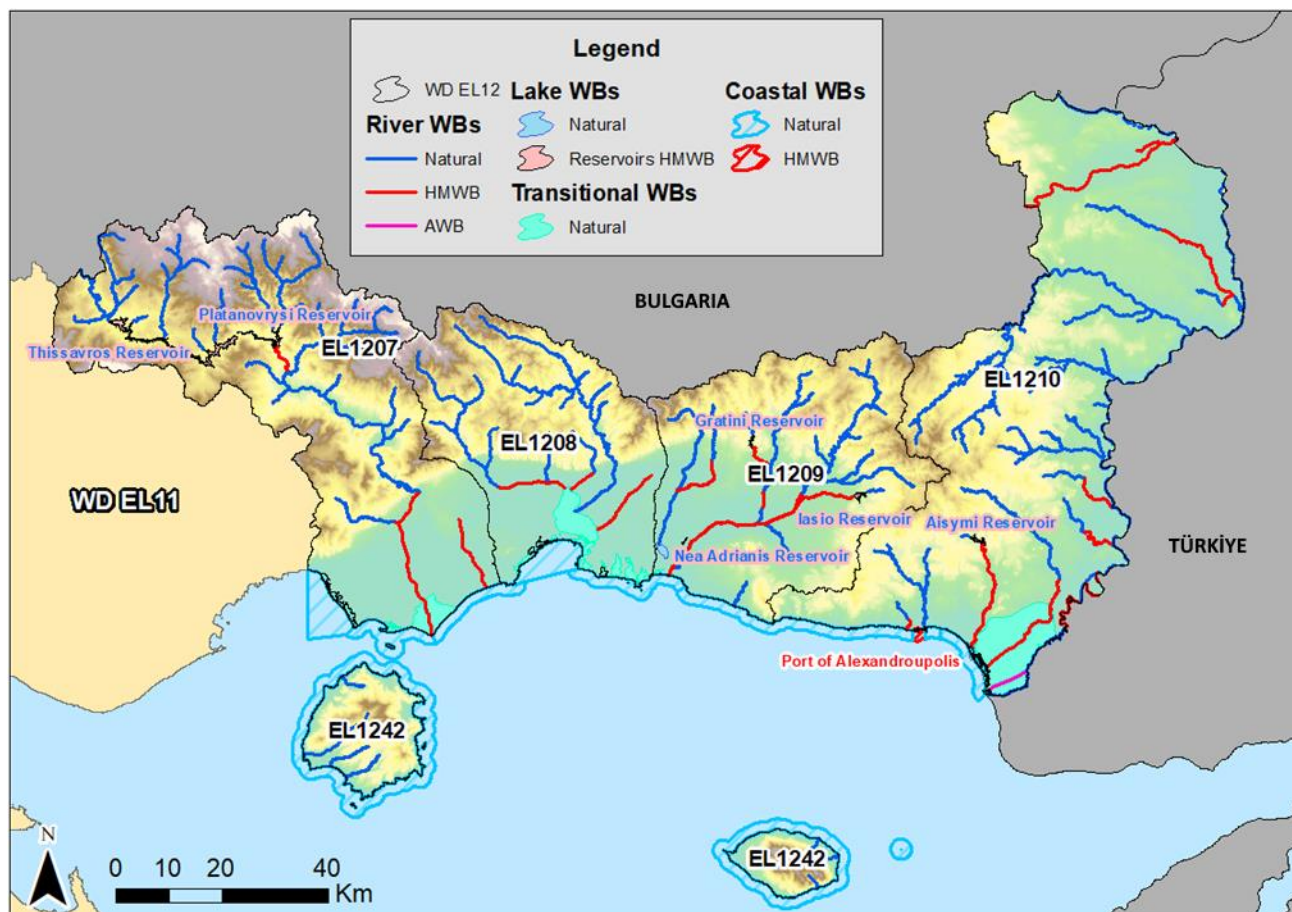 Legend
WD EL12
River WBs
Natural
HMWB
AWB
Lake WBs
Natural
Reservoirs HMWB
Transitional WBs
Natural
Coastal WBs
Natural
HMWB
BULGARIA
Platanovrysi Reservoir
Thissavros Reservoir
EL1207
EL1210
Gratini Reservoir
EL1208
EL1209
WD EL11
Iasio Reservoir
Aisymi Reservoir
Nea Adrianis Reservoir
TÜRKİYE
Port of Alexandroupolis
EL1242
EL1242
N
0 10 20 40
Km